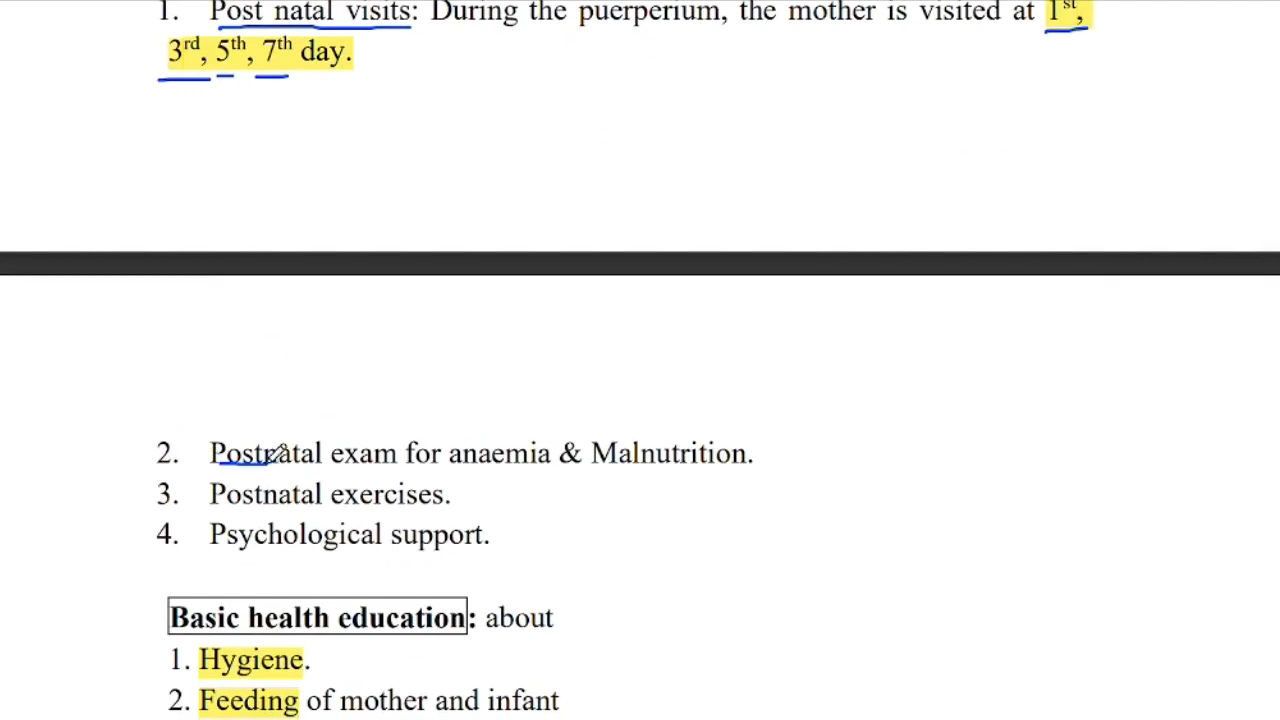 1. Post natal visits: During the puerperium, the mother is visited at 1st,
3rd, 5th, 7th day.
2. Postnatal exam for anaemia & Malnutrition.
3. Postnatal exercises.
4. Psychological support.
Basic health education: about
1. Hygiene.
2. Feeding of mother and infant